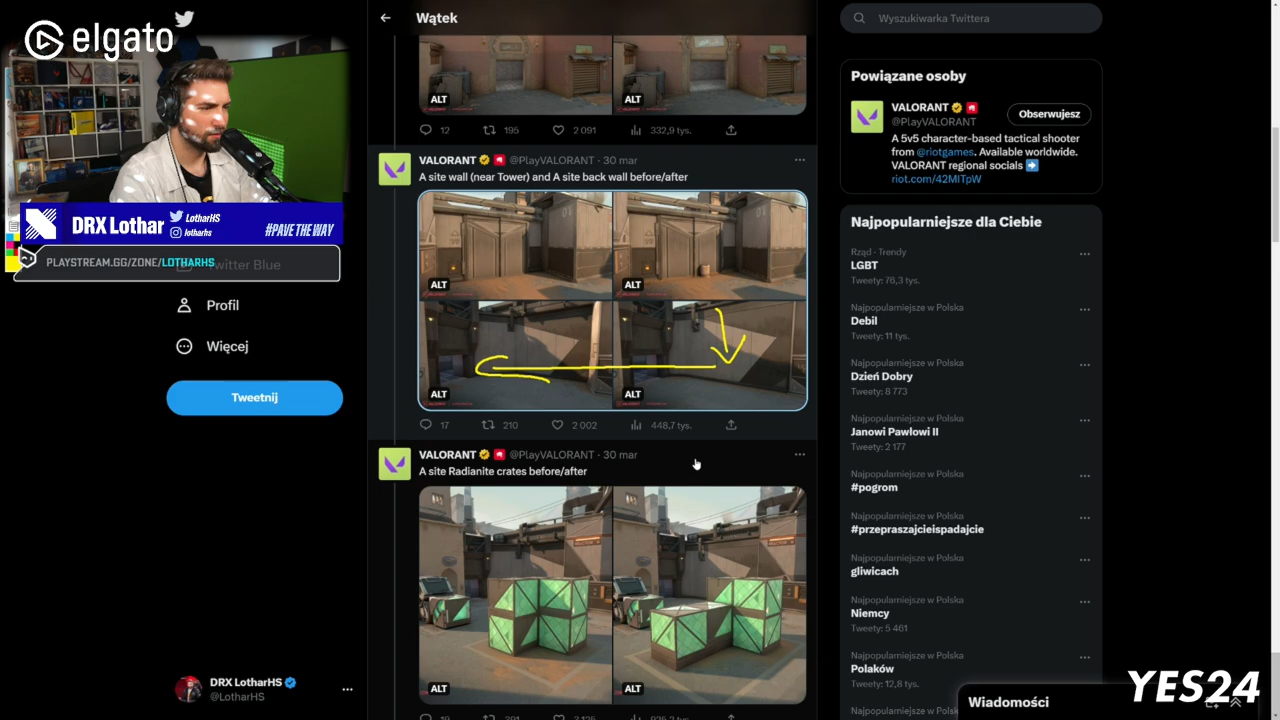 elgato
DRX Lothar
LotharHS
lotharhs
#PAVE THE WAY
PLAYSTREAM.GG/ZONE/LOTHARHS
Twitter Blue
Profil
Więcej
Tweetnij
DRX LotharHS
@LotharHS
Wątek
ALT
ALT
12
195
2 091
332,9 tys.
VALORANT @PlayVALORANT · 30 mar
A site wall (near Tower) and A site back wall before/after
ALT
ALT
ALT
ALT
17
210
2 002
448,7 tys.
VALORANT @PlayVALORANT · 30 mar
A site Radianite crates before/after
ALT
ALT
Wyszukiwarka Twittera
Powiązane osoby
VALORANT
@PlayVALORANT
Obserwujesz
A 5v5 character-based tactical shooter
from @riotgames. Available worldwide.
VALORANT regional socials
riot.com/42MITpW
Najpopularniejsze dla Ciebie
Rząd · Trendy
LGBT
Tweety: 76,3 tys.
Najpopularniejsze w Polska
Debil
Tweety: 11 tys.
Najpopularniejsze w Polska
Dzień Dobry
Tweety: 8 773
Najpopularniejsze w Polska
Janowi Pawłowi II
Tweety: 2 177
Najpopularniejsze w Polska
#pogrom
Najpopularniejsze w Polska
#przepraszajcieispadajcie
Najpopularniejsze w Polska
gliwicach
Najpopularniejsze w Polska
Niemcy
Tweety: 5 461
Najpopularniejsze w Polska
Polaków
Tweety: 12,8 tys.
Wiadomości
YES24